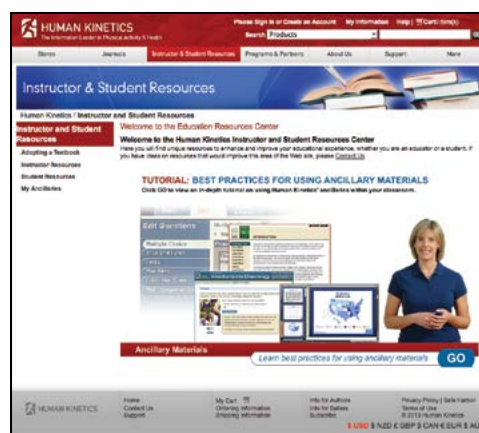 HUMAN KINETICS
The Information Leader in Physical Activity & Health
Please Sign In or Create an Account My Information Help | Cart
Search Products
Stores Journals Instructor & Student Resources Programs & Partners About Us Support More
Instructor & Student Resources
Human Kinetics / Instructor and Student Resources
Instructor and Student Resources
Adopting a Textbook
Instructor Resources
Student Resources
My Ancillaries
Welcome to the Education Resources Center
Welcome to the Human Kinetics Instructor and Student Resources Center
Here you will find unique resources to enhance and improve your educational experience, whether you are an educator or a student. If
you have ideas on resources that would improve this area of the Web site, please Contact Us.
TUTORIAL: BEST PRACTICES FOR USING ANCILLARY MATERIALS
Click GO to view an in-depth tutorial on using Human Kinetics' ancillaries within your classroom.
Edit Questions
Multiple Choice
Ancillary Materials
Learn best practices for using ancillary materials GO
HUMAN KINETICS
Home
Contact Us
Support
My Cart
Ordering Information
Shipping Information
Info for Authors
Info for Dealers
Subscribe
Privacy Policy | Safe Harbor
Terms of Use
© 2013 Human Kinetics
$ USD $ NZD £ GBP $ CAN € EUR $ AU